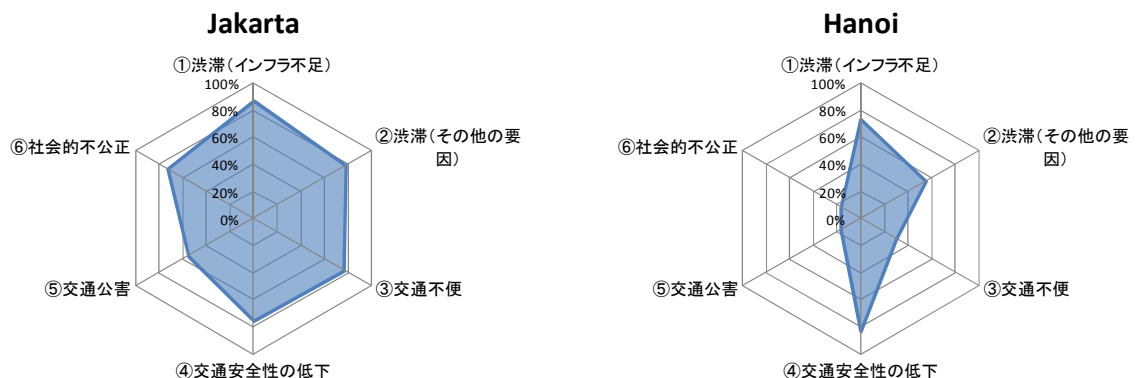 Jakarta
①渋滞(インフラ不足)
100%
80%
60%
40%
20%
0%
②渋滞(その他の要
因)
③交通不便
④交通安全性の低下
⑤交通公害
⑥社会的不公正
Hanoi
①渋滞(インフラ不足)
100%
80%
60%
40%
20%
0%
②渋滞(その他の要
因)
③交通不便
④交通安全性の低下
⑤交通公害
⑥社会的不公正